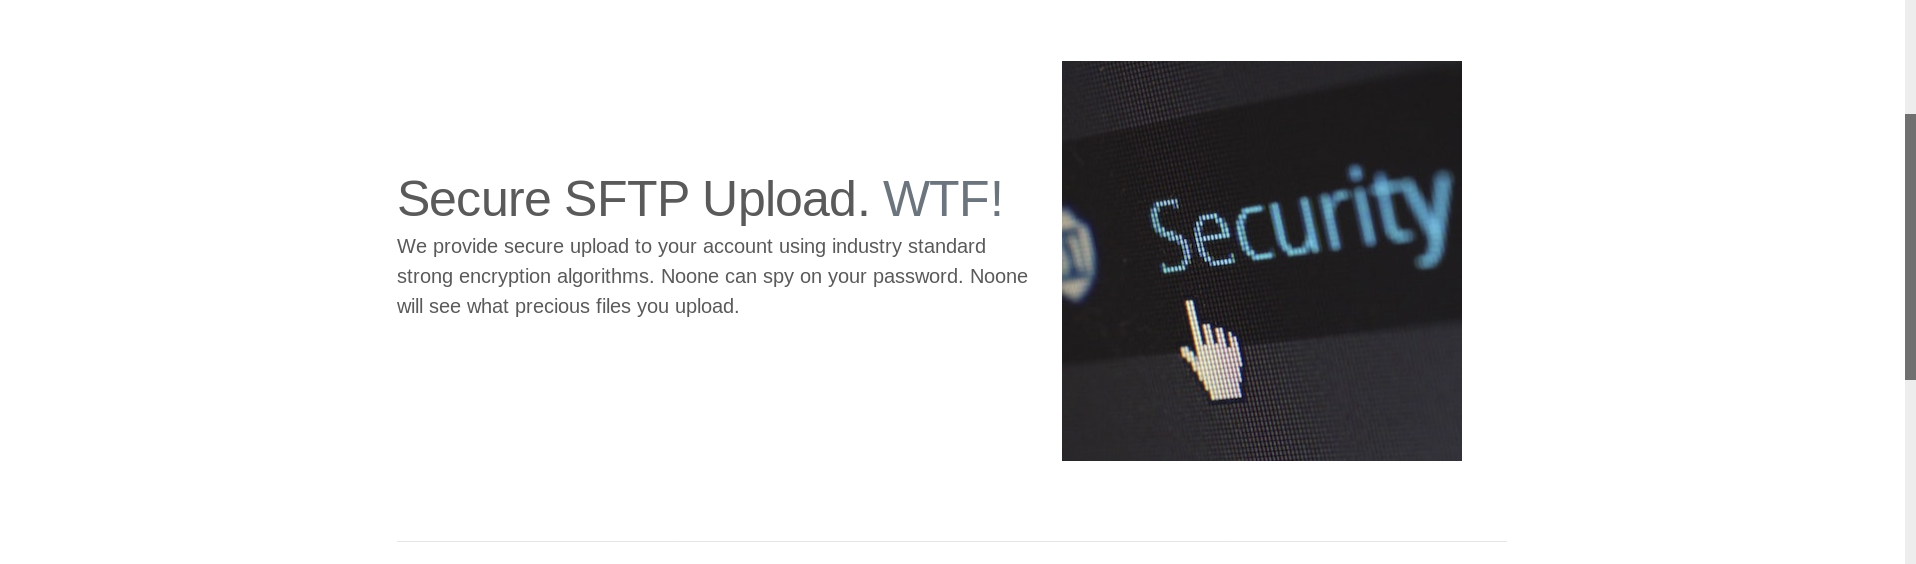 Secure SFTP Upload. WTF!
We provide secure upload to your account using industry standard
strong encryption algorithms. Noone can spy on your password. Noone
will see what precious files you upload.
Security